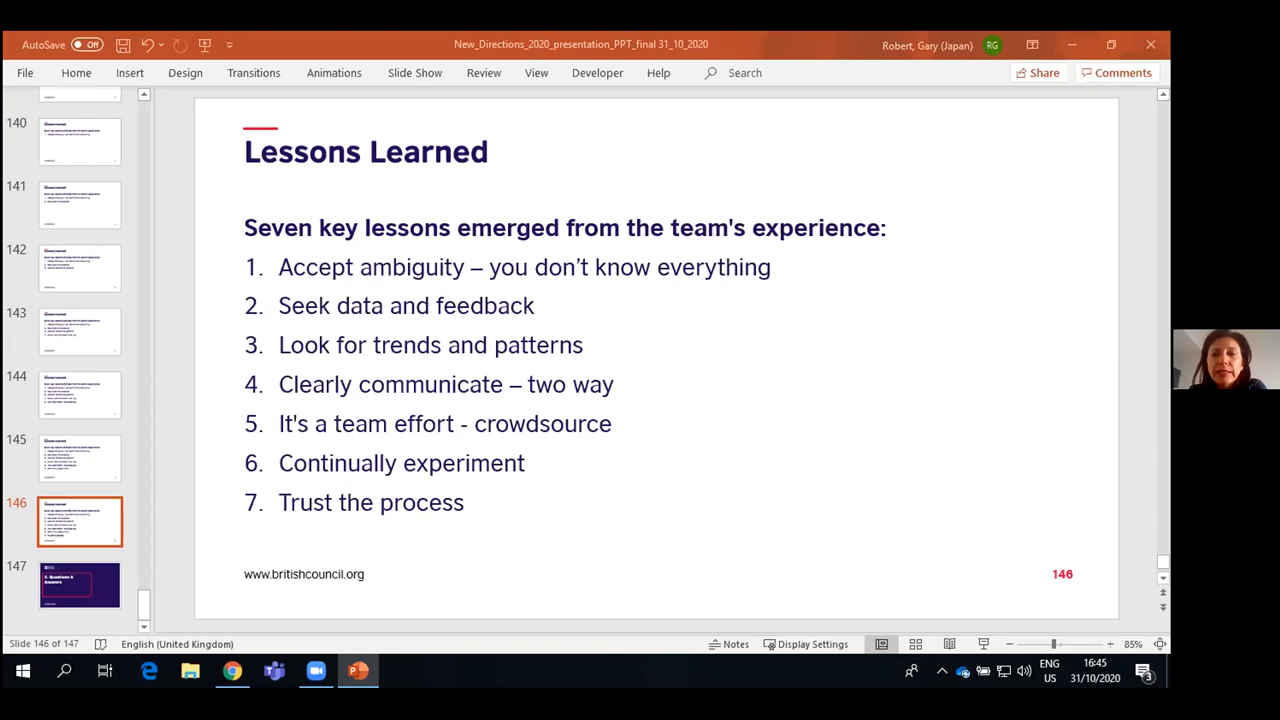 AutoSave Off
New_Directions_2020_presentation_PPT_final 31_10_2020
Robert, Gary (Japan) RG
File Home Insert Design Transitions Animations Slide Show Review View Developer Help Search
Share Comments
140
141
142
143
144
145
146
147
Lessons Learned
Seven key lessons emerged from the team's experience:
1. Accept ambiguity – you don’t know everything
2. Seek data and feedback
3. Look for trends and patterns
4. Clearly communicate – two way
5. It's a team effort - crowdsource
6. Continually experiment
7. Trust the process
www.britishcouncil.org 146
Slide 146 of 147 English (United Kingdom) Notes Display Settings 85%
ENG
US
16:45
31/10/2020
3